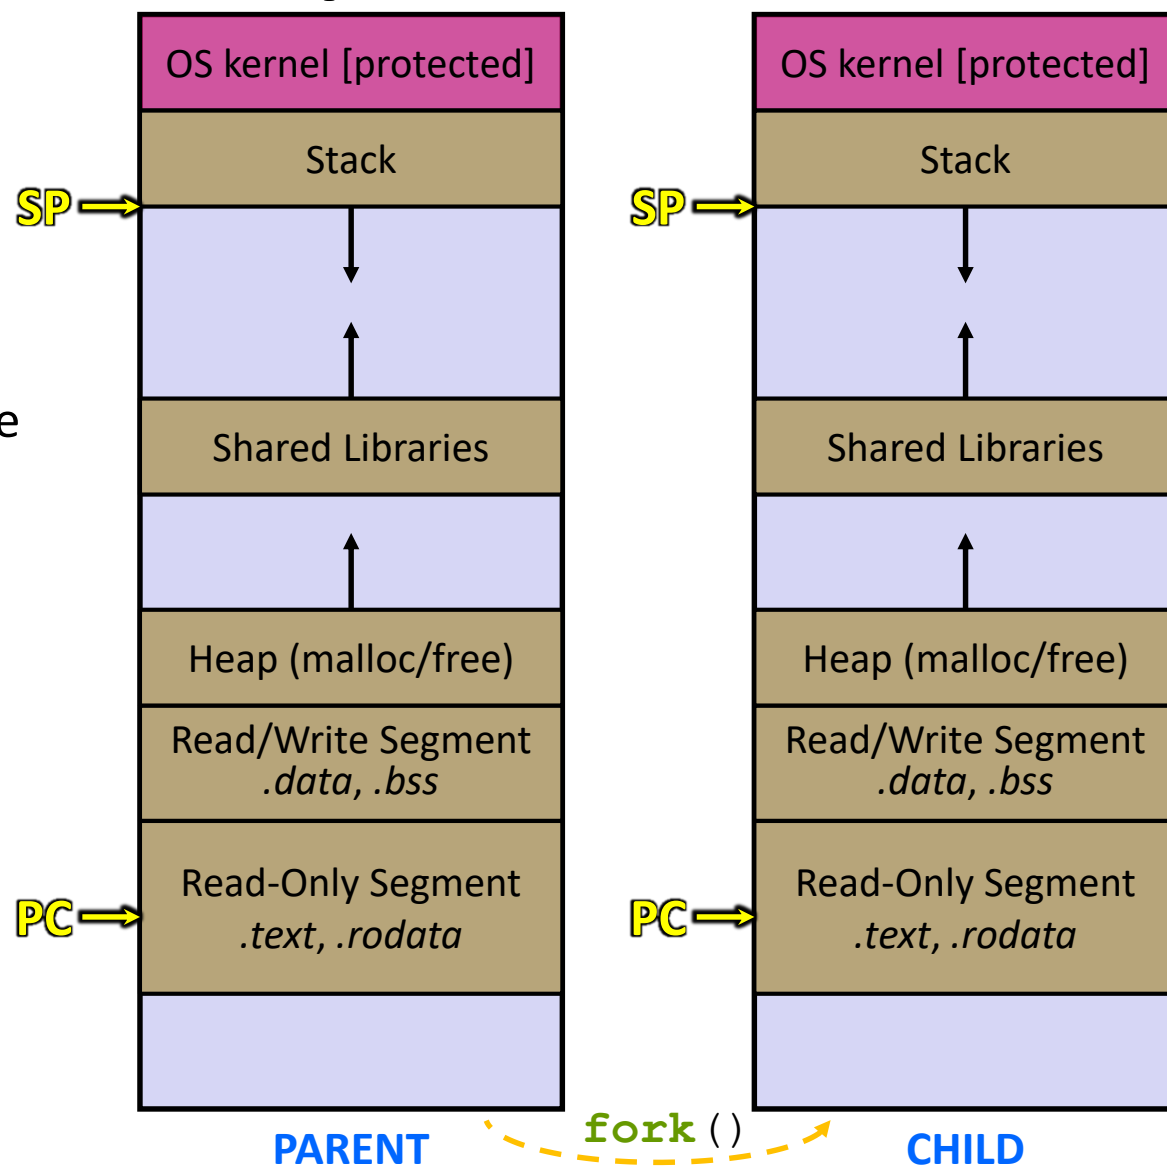 OS kernel [protected]
Stack
SP
Shared Libraries
Heap (malloc/free)
Read/Write Segment
.data, .bss
Read-Only Segment
.text, .rodata
PC
PARENT
fork()
OS kernel [protected]
Stack
SP
Shared Libraries
Heap (malloc/free)
Read/Write Segment
.data, .bss
Read-Only Segment
.text, .rodata
PC
CHILD